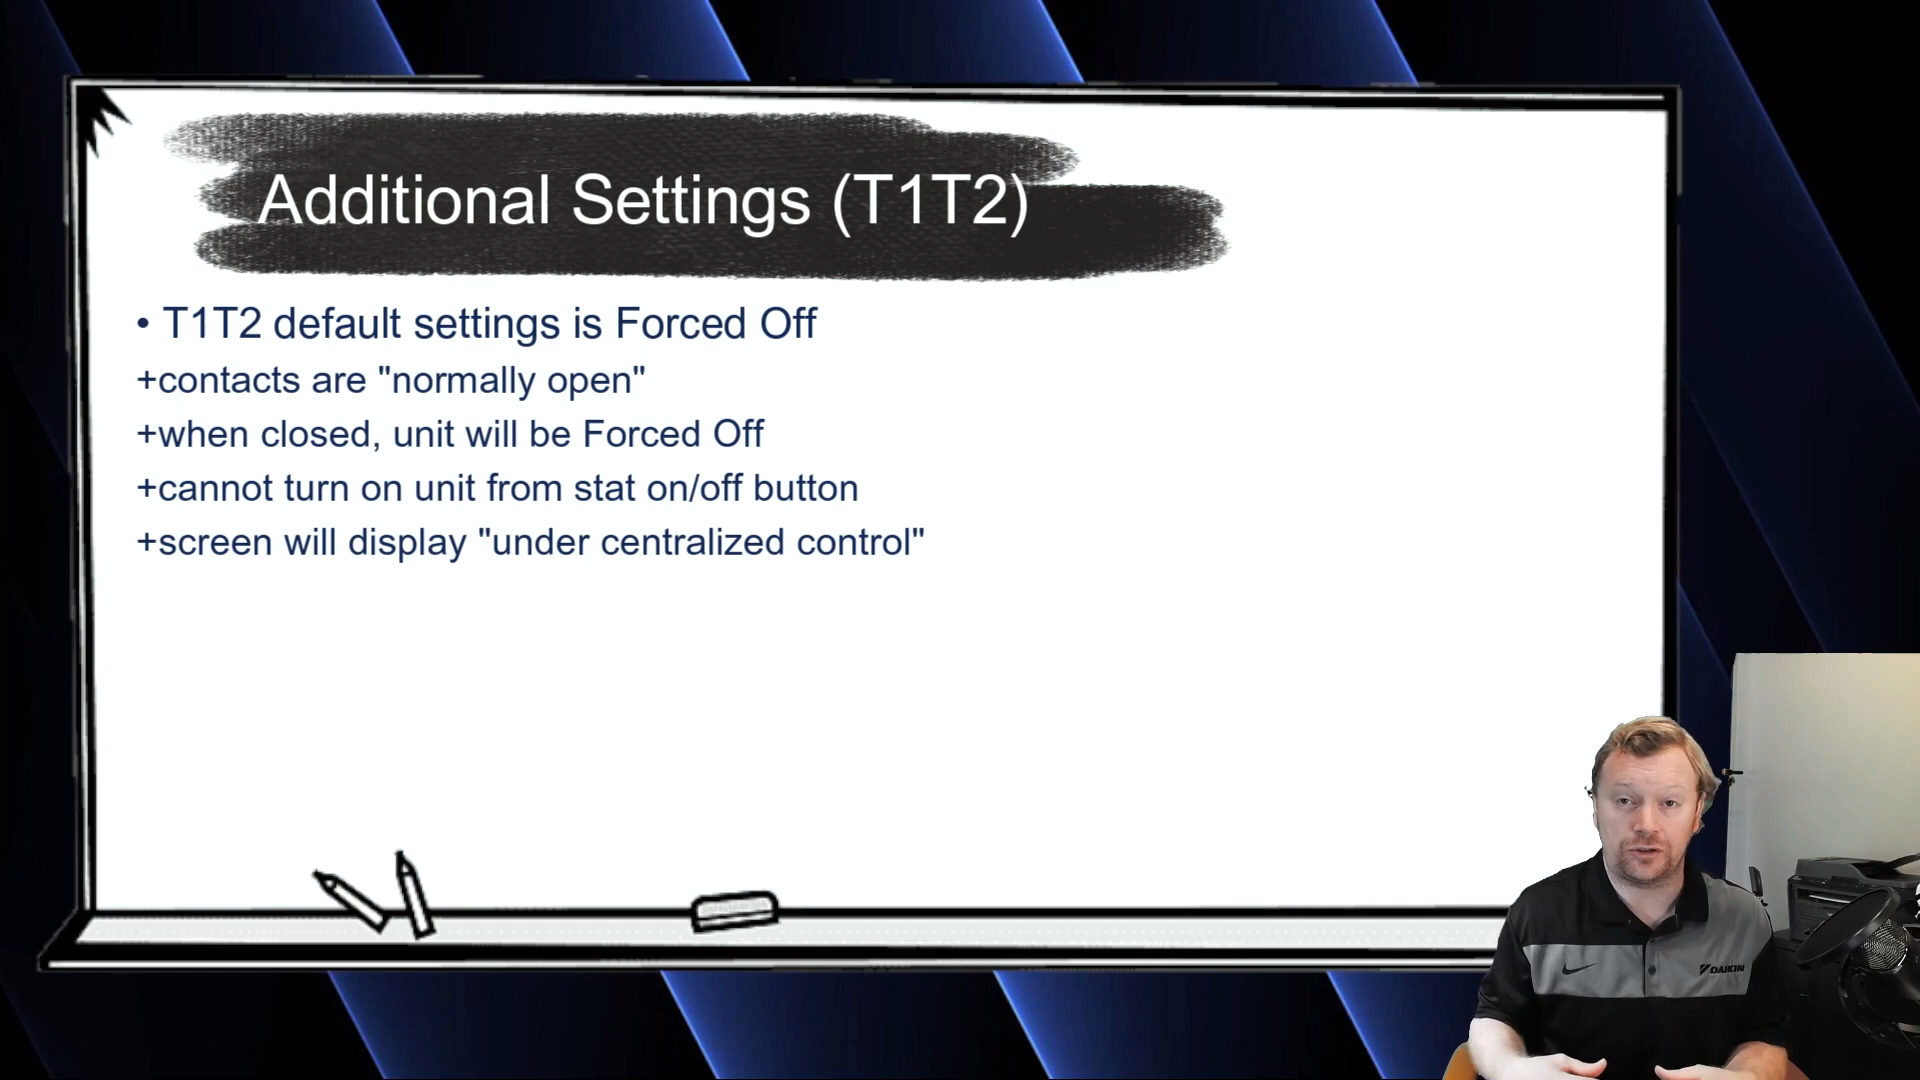 Additional Settings (T1T2)
• T1T2 default settings is Forced Off
+contacts are "normally open"
+when closed, unit will be Forced Off
+cannot turn on unit from stat on/off button
+screen will display "under centralized control"
DAIKIN